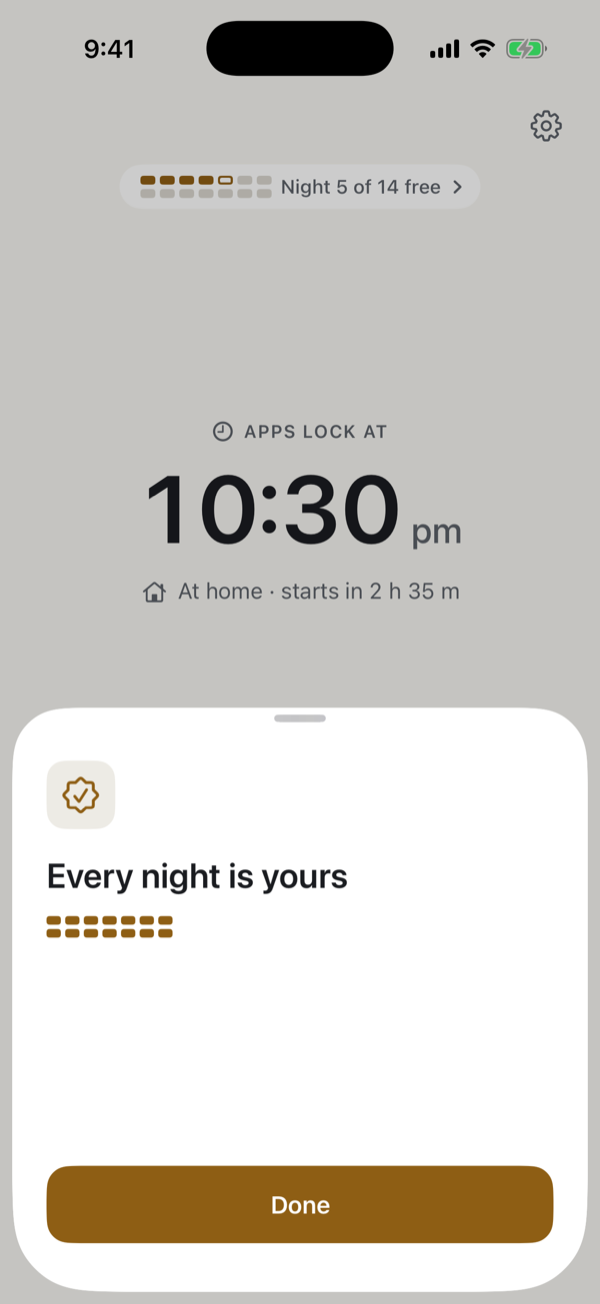 9:41
Night 5 of 14 free
APPS LOCK AT
10:30 pm
At home · starts in 2 h 35 m
Every night is yours
Done